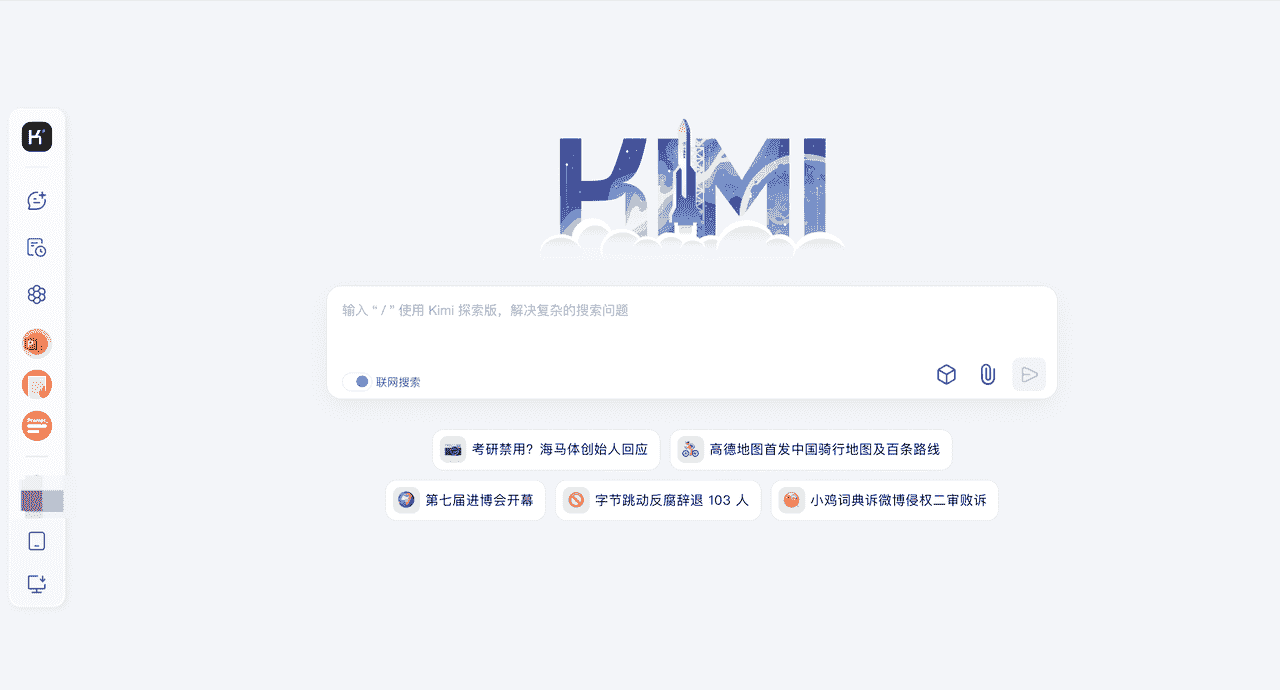 KIMI
输入 “ / ” 使用 Kimi 探索版，解决复杂的搜索问题
联网搜索
考研禁用？海马体创始人回应
高德地图首发中国骑行地图及百条路线
第七届进博会开幕
字节跳动反腐辞退 103 人
小鸡词典诉微博侵权二审败诉
K
Prompt